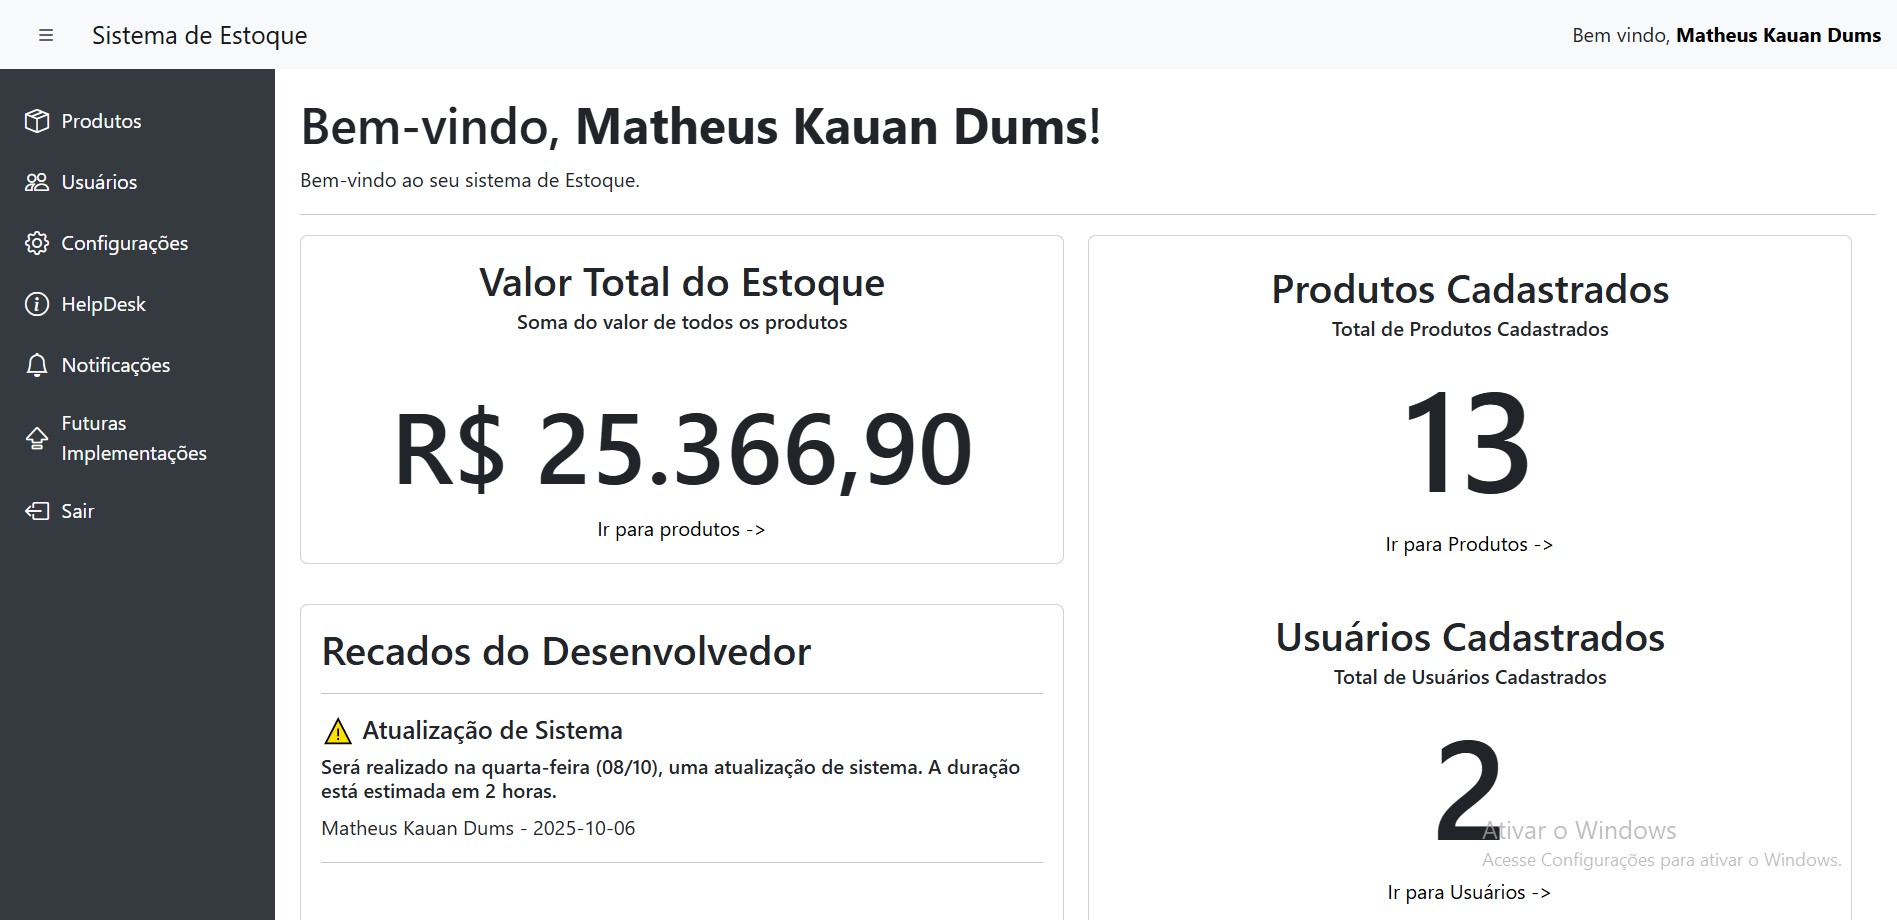 Sistema de Estoque
Bem vindo, Matheus Kauan Dums
Produtos
Usuários
Configurações
HelpDesk
Notificações
Futuras
Implementações
Sair
Bem-vindo, Matheus Kauan Dums!
Bem-vindo ao seu sistema de Estoque.
Valor Total do Estoque
Soma do valor de todos os produtos
R$ 25.366,90
Ir para produtos ->
Recados do Desenvolvedor
Atualização de Sistema
Será realizado na quarta-feira (08/10), uma atualização de sistema. A duração
está estimada em 2 horas.
Matheus Kauan Dums - 2025-10-06
Produtos Cadastrados
Total de Produtos Cadastrados
13
Ir para Produtos ->
Usuários Cadastrados
Total de Usuários Cadastrados
2
Ativar o Windows
Acesse Configurações para ativar o Windows.
Ir para Usuários ->